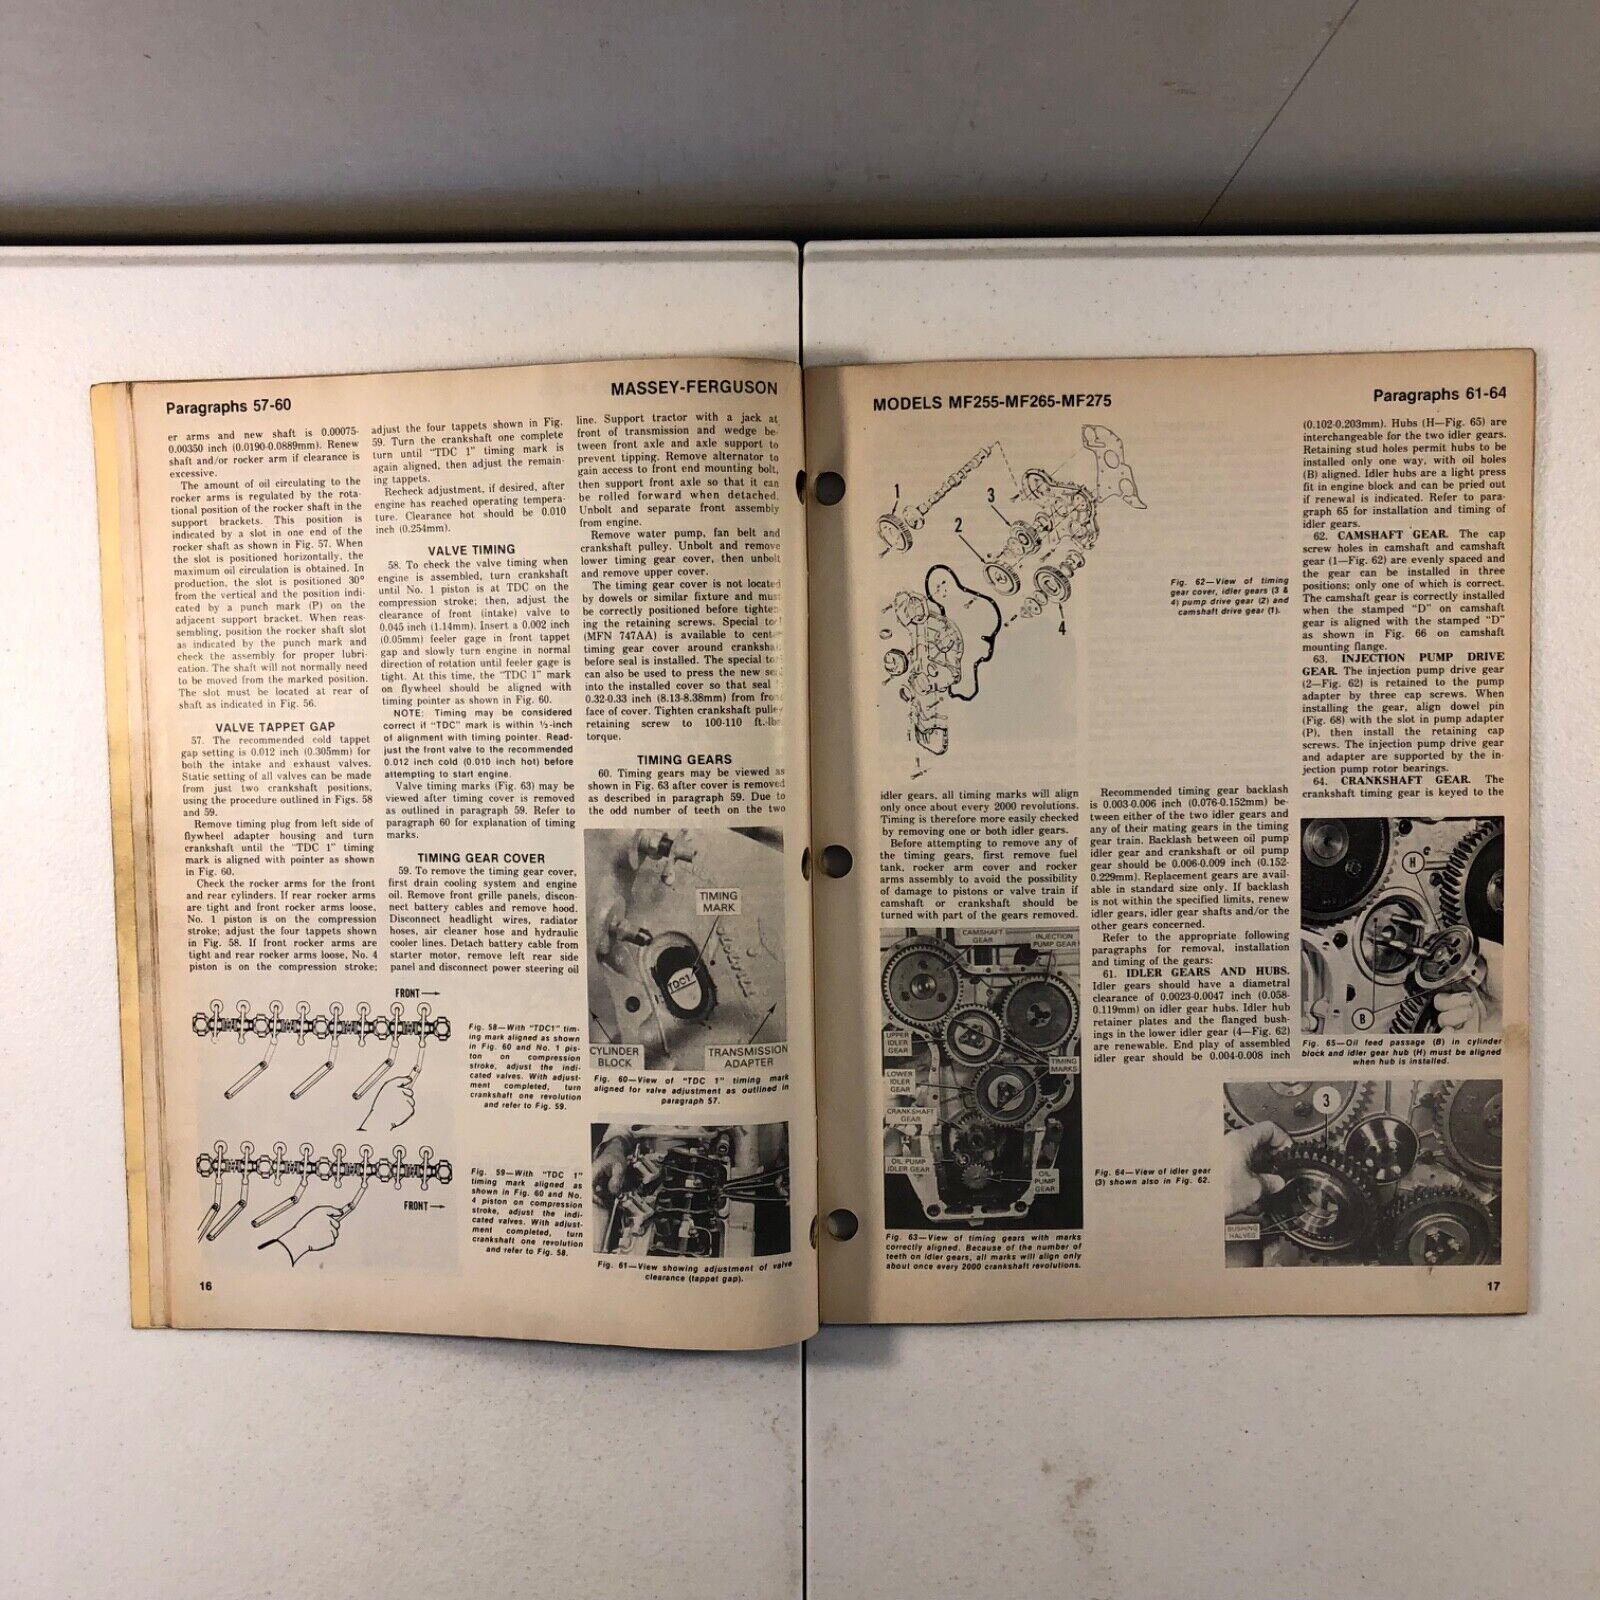 Paragraphs 57-60
MASSEY-FERGUSON
er arms and new shaft is 0.00075-
0.00350 inch (0.0190-0.0889mm). Renew
shaft and/or rocker arm if clearance is
excessive.
The amount of oil circulating to the
rocker arms is regulated by the rota-
tional position of the rocker shaft in the
support brackets. This position is
indicated by a slot in one end of the
rocker shaft as shown in Fig. 57. When
the slot is positioned horizontally, the
maximum oil circulation is obtained. In
production, the slot is positioned 30°
from the vertical and the position indi-
cated by a punch mark (P) on the
adjacent support bracket. When reas-
sembling, position the rocker shaft slot
as indicated by the punch mark and
check the assembly for proper lubri-
cation. The shaft will not normally need
to be moved from the marked position.
The slot must be located at rear of
shaft as indicated in Fig. 56.
VALVE TAPPET GAP
57. The recommended cold tappet
gap setting is 0.012 inch (0.305mm) for
both the intake and exhaust valves.
Static setting of all valves can be made
from just two crankshaft positions,
using the procedure outlined in Figs. 58
and 59.
Remove timing plug from left side of
flywheel adapter housing and turn
crankshaft until the "TDC 1" timing
mark is aligned with pointer as shown
in Fig. 60.
Check the rocker arms for the front
and rear cylinders. If rear rocker arms
are tight and front rocker arms loose,
No. 1 piston is on the compression
stroke; adjust the four tappets shown
in Fig. 58. If front rocker arms are
tight and rear rocker arms loose, No. 4
piston is on the compression stroke;
adjust the four tappets shown in Fig.
59. Turn the crankshaft one complete
turn until "TDC 1" timing mark is
again aligned, then adjust the remain-
ing tappets.
Recheck adjustment, if desired, after
engine has reached operating tempera-
ture. Clearance hot should be 0.010
inch (0.254mm).
VALVE TIMING
58. To check the valve timing when
engine is assembled, turn crankshaft
until No. 1 piston is at TDC on the
compression stroke; then, adjust the
clearance of front (intake) valve to
0.045 inch (1.14mm). Insert a 0.002 inch
(0.05mm) feeler gage in front tappet
gap and slowly turn engine in normal
direction of rotation until feeler gage is
tight. At this time, the "TDC 1" mark
on flywheel should be aligned with
timing pointer as shown in Fig. 60.
NOTE: Timing may be considered
correct if "TDC" mark is within ½-inch
of alignment with timing pointer. Read-
just the front valve to the recommended
0.012 inch cold (0.010 inch hot) before
attempting to start engine.
Valve timing marks (Fig. 63) may be
viewed after timing cover is removed
as outlined in paragraph 59. Refer to
paragraph 60 for explanation of timing
marks.
TIMING GEAR COVER
59. To remove the timing gear cover,
first drain cooling system and engine
oil. Remove front grille panels, discon-
nect battery cables and remove hood.
Disconnect headlight wires, radiator
hoses, air cleaner hose and hydraulic
cooler lines. Detach battery cable from
starter motor, remove left rear side
panel and disconnect power steering oil
line. Support tractor with a jack at
front of transmission and wedge be-
tween front axle and axle support to
prevent tipping. Remove alternator to
gain access to front end mounting bolt,
then support front axle so that it can
be rolled forward when detached.
Unbolt and separate front assembly
from engine.
Remove water pump, fan belt and
crankshaft pulley. Unbolt and remove
lower timing gear cover, then unbolt
and remove upper cover.
The timing gear cover is not located
by dowels or similar fixture and must
be correctly positioned before tighten-
ing the retaining screws. Special
(MFN 747AA) is available to
timing gear cover around
before seal is installed. The special
can also be used to press the new
into the installed cover so that seal
0.32-0.33 inch (8.13-8.38mm) from front
face of cover. Tighten crankshaft pulley
retaining screw to 100-110 ft.-lbs.
torque.
TIMING GEARS
60. Timing gears may be viewed as
shown in Fig. 63 after cover is removed
as described in paragraph 59. Due to
the odd number of teeth on the two
FRONT
Fig. 58—With "TDC1" tim-
ing mark aligned as shown
in Fig. 60 and No. 1 pis-
ton on compression
stroke, adjust the indi-
cated valves. With adjust-
ment completed, turn
crankshaft one revolution
and refer to Fig. 59.
FRONT
Fig. 59—With "TDC 1"
timing mark aligned as
shown in Fig. 60 and No.
4 piston on compression
stroke, adjust the indi-
cated valves. With adjust-
ment completed, turn
crankshaft one revolution
and refer to Fig. 58.
TIMING
MARK
TDC1
CYLINDER
BLOCK
TRANSMISSION
ADAPTER
Fig. 60—View of "TDC 1" timing mark
aligned for valve adjustment as outlined in
paragraph 57.
Fig. 61—View showing adjustment of valve
clearance (tappet gap).
16
MODELS MF255-MF265-MF275
Paragraphs 61-64
1
2
3
4
Fig. 62—View of timing
gear cover, idler gears (3 &
4) pump drive gear (2) and
camshaft drive gear (1).
idler gears, all timing marks will align
only once about every 2000 revolutions.
Timing is therefore more easily checked
by removing one or both idler gears.
Before attempting to remove any of
the timing gears, first remove fuel
tank, rocker arm cover and rocker
arms assembly to avoid the possibility
of damage to pistons or valve train if
camshaft or crankshaft should be
turned with part of the gears removed.
CAMSHAFT
GEAR
INJECTION
PUMP GEAR
UPPER
IDLER
GEAR
LOWER
IDLER
GEAR
TIMING
MARKS
CRANKSHAFT
GEAR
OIL PUMP
IDLER GEAR
OIL
PUMP
GEAR
Fig. 63—View of timing gears with marks
correctly aligned. Because of the number of
teeth on idler gears, all marks will align only
about once every 2000 crankshaft revolutions.
Recommended timing gear backlash
is 0.003-0.006 inch (0.076-0.152mm) be-
tween either of the two idler gears and
any of their mating gears in the timing
gear train. Backlash between oil pump
idler gear and crankshaft or oil pump
gear should be 0.006-0.009 inch (0.152-
0.229mm). Replacement gears are avail-
able in standard size only. If backlash
is not within the specified limits, renew
idler gears, idler gear shafts and/or the
other gears concerned.
Refer to the appropriate following
paragraphs for removal, installation
and timing of the gears:
61. IDLER GEARS AND HUBS.
Idler gears should have a diametral
clearance of 0.0023-0.0047 inch (0.058-
0.119mm) on idler gear hubs. Idler hub
retainer plates and the flanged bush-
ings in the lower idler gear (4—Fig. 62)
are renewable. End play of assembled
idler gear should be 0.004-0.008 inch
(0.102-0.203mm). Hubs (H—Fig. 65) are
interchangeable for the two idler gears.
Retaining stud holes permit hubs to be
installed only one way, with oil holes
(B) aligned. Idler hubs are a light press
fit in engine block and can be pried out
if renewal is indicated. Refer to para-
graph 65 for installation and timing of
idler gears.
62. CAMSHAFT GEAR. The cap
screw holes in camshaft and camshaft
gear (1—Fig. 62) are evenly spaced and
the gear can be installed in three
positions; only one of which is correct.
The camshaft gear is correctly installed
when the stamped "D" on camshaft
gear is aligned with the stamped "D"
as shown in Fig. 66 on camshaft
mounting flange.
63. INJECTION PUMP DRIVE
GEAR. The injection pump drive gear
(2—Fig. 62) is retained to the pump
adapter by three cap screws. When
installing the gear, align dowel pin
(Fig. 68) with the slot in pump adapter
(P), then install the retaining cap
screws. The injection pump drive gear
and adapter are supported by the in-
jection pump rotor bearings.
64. CRANKSHAFT GEAR. The
crankshaft timing gear is keyed to the
H
B
Fig. 65—Oil feed passage (B) in cylinder
block and idler gear hub (H) must be aligned
when hub is installed.
Fig. 64—View of idler gear
(3) shown also in Fig. 62.
3
BUSHING
HALVES
17